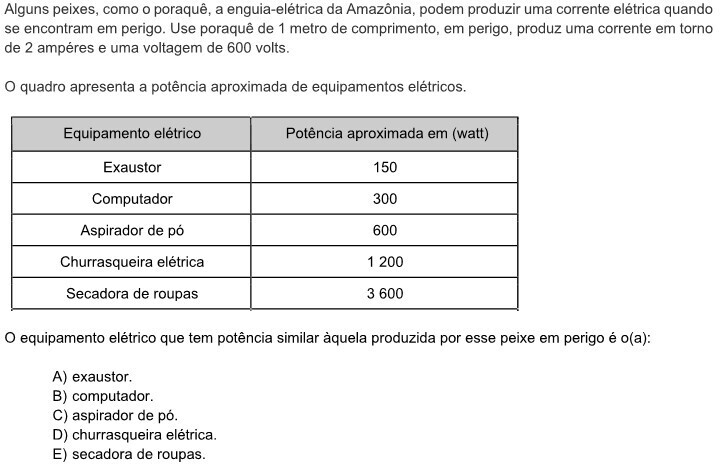 Alguns peixes, como o poraquê, a enguia-elétrica da Amazônia, podem produzir uma corrente elétrica quando
se encontram em perigo. Use poraquê de 1 metro de comprimento, em perigo, produz uma corrente em torno
de 2 ampéres e uma voltagem de 600 volts.
O quadro apresenta a potência aproximada de equipamentos elétricos.
Equipamento elétrico Potência aproximada em (watt)
Exaustor 150
Computador 300
Aspirador de pó 600
Churrasqueira elétrica 1 200
Secadora de roupas 3 600
O equipamento elétrico que tem potência similar àquela produzida por esse peixe em perigo é o(a):
A) exaustor.
B) computador.
C) aspirador de pó.
D) churrasqueira elétrica.
E) secadora de roupas.